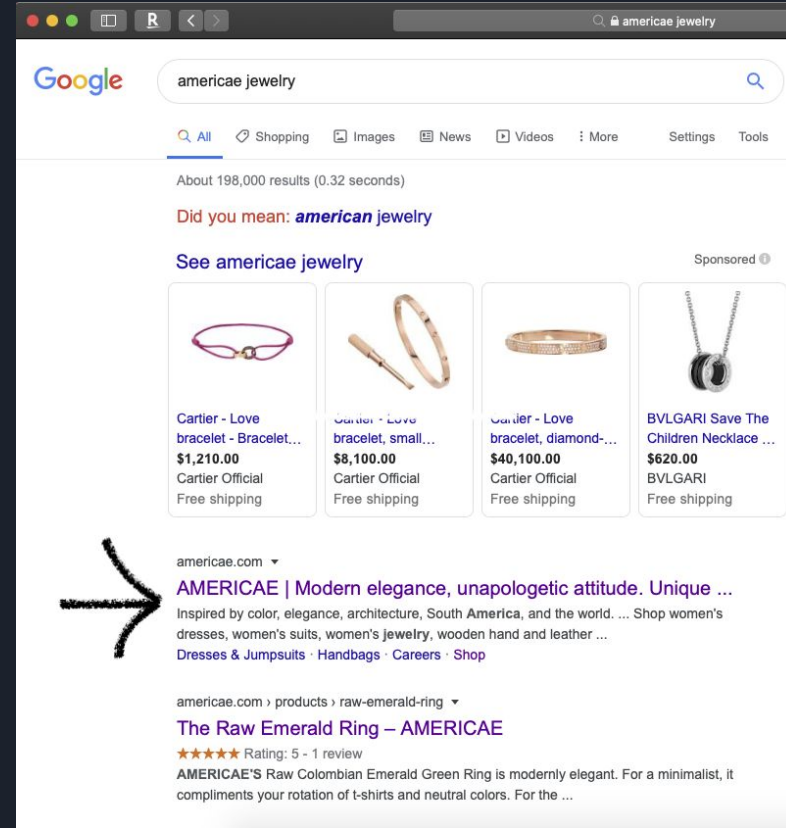 R
americae jewelry
Google
americae jewelry
All Shopping Images News Videos More Settings Tools
About 198,000 results (0.32 seconds)
Did you mean: american jewelry
See americae jewelry
Sponsored
Cartier - Love
bracelet - Bracelet...
$1,210.00
Cartier Official
Free shipping
Cartier - Love
bracelet, small...
$8,100.00
Cartier Official
Free shipping
Cartier - Love
bracelet, diamond-...
$40,100.00
Cartier Official
Free shipping
BVLGARI Save The
Children Necklace ...
$620.00
BVLGARI
Free shipping
americae.com
AMERICAE | Modern elegance, unapologetic attitude. Unique ...
Inspired by color, elegance, architecture, South America, and the world. ... Shop women's
dresses, women's suits, women's jewelry, wooden hand and leather ...
Dresses & Jumpsuits · Handbags · Careers · Shop
americae.com › products › raw-emerald-ring
The Raw Emerald Ring – AMERICAE
★★★★★ Rating: 5 - 1 review
AMERICAE'S Raw Colombian Emerald Green Ring is modernly elegant. For a minimalist, it
compliments your rotation of t-shirts and neutral colors. For the ...